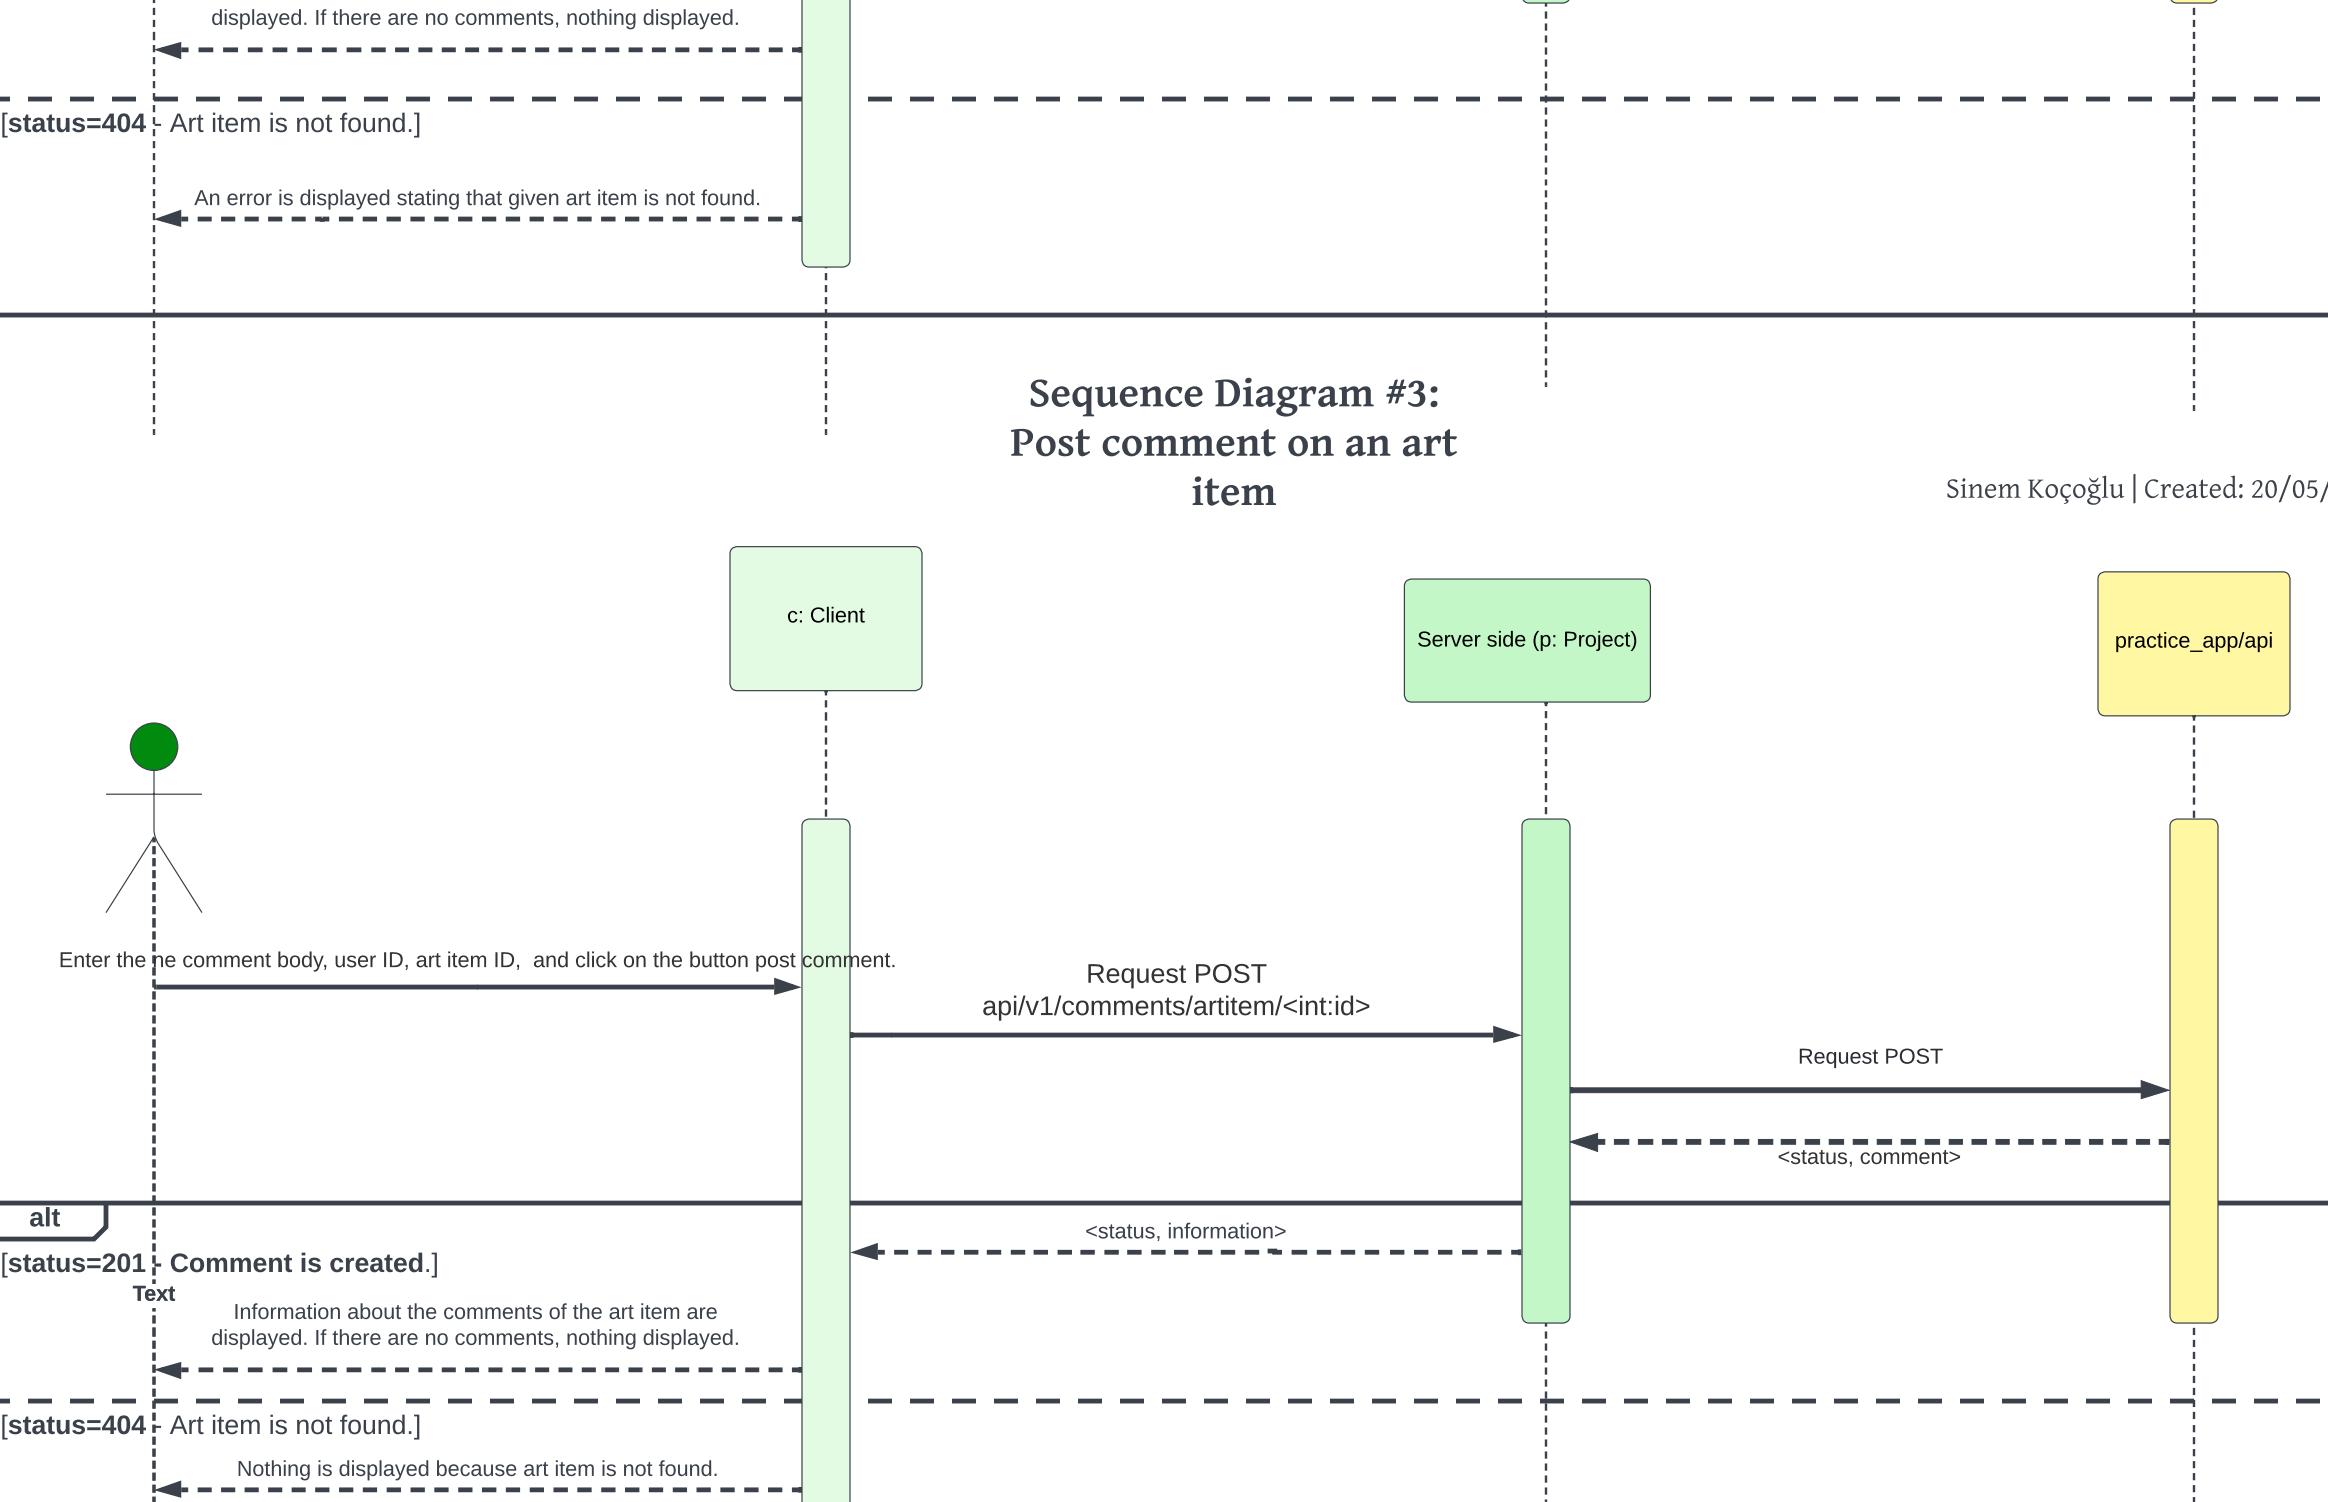 displayed. If there are no comments, nothing displayed.
[status=404 - Art item is not found.]
An error is displayed stating that given art item is not found.
Sequence Diagram #3:
Post comment on an art
item
Sinem Koçoğlu | Created: 20/05/
c: Client
Server side (p: Project)
practice_app/api
Enter the ne comment body, user ID, art item ID,  and click on the button post comment.
Request POST
api/v1/comments/artitem/<int:id>
Request POST
<status, comment>
alt
<status, information>
[status=201 - Comment is created.]
Text
Information about the comments of the art item are
displayed. If there are no comments, nothing displayed.
[status=404 - Art item is not found.]
Nothing is displayed because art item is not found.